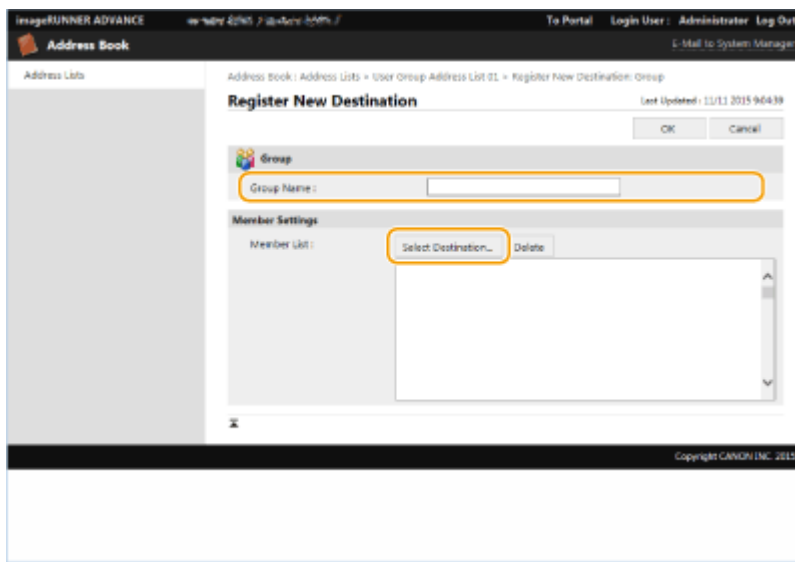 imageRUNNER ADVANCE To Portal Login User : Administrator Log Out
Address Book E-Mail to System Manager
Address Lists
Address Book : Address Lists > User Group Address List 01 > Register New Destination: Group
Register New Destination Last Updated : 11/11 2015 9:04:39
OK Cancel
Group
Group Name :
Member Settings
Member List : Select Destination... Delete
Copyright CANON INC. 2015